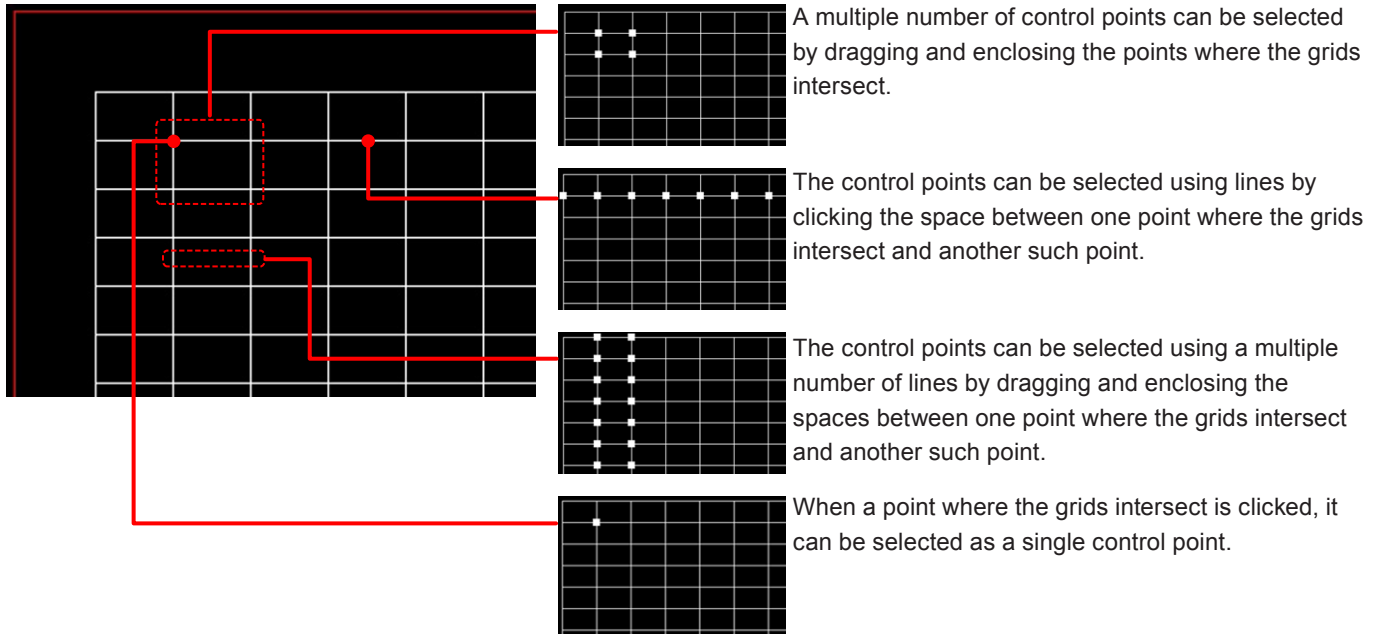 A multiple number of control points can be selected
by dragging and enclosing the points where the grids
intersect.
The control points can be selected using lines by
clicking the space between one point where the grids
intersect and another such point.
The control points can be selected using a multiple
number of lines by dragging and enclosing the
spaces between one point where the grids intersect
and another such point.
When a point where the grids intersect is clicked, it
can be selected as a single control point.